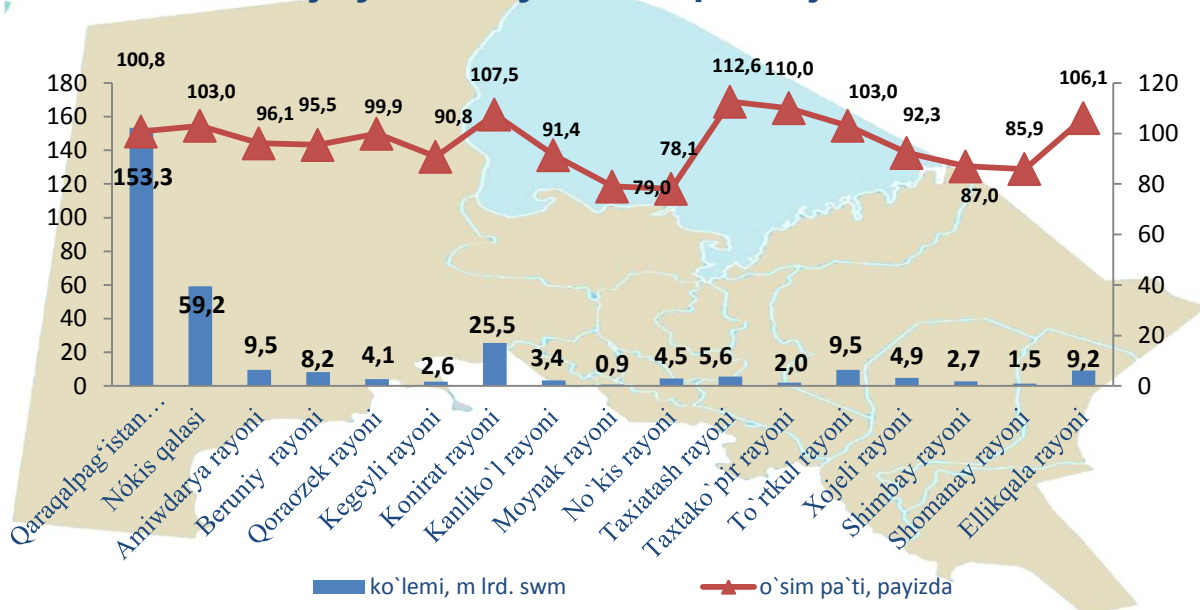 100,8
103,0
96,1
95,5
99,9
90,8
107,5
91,4
79,0
78,1
112,6
110,0
103,0
92,3
87,0
85,9
106,1
180
160
140
120
100
80
60
40
20
0
120
100
80
60
40
20
0
153,3
59,2
9,5
8,2
4,1
2,6
25,5
3,4
0,9
4,5
5,6
2,0
9,5
4,9
2,7
1,5
9,2
Qaraqalpag‘istan…
Nókis qalasi
Amiwdarya rayoni
Beruniy rayoni
Qoraozek rayoni
Kegeyli rayoni
Konirat rayoni
Kanliko`l rayoni
Moynak rayoni
No`kis rayoni
Taxiatash rayoni
Taxtako`pir rayoni
To`rtkul rayoni
Xojeli rayoni
Shimbay rayoni
Shomanay rayoni
Ellikqala rayoni
ko`lemi, m lrd. swm
o`sim pa`ti, payizda